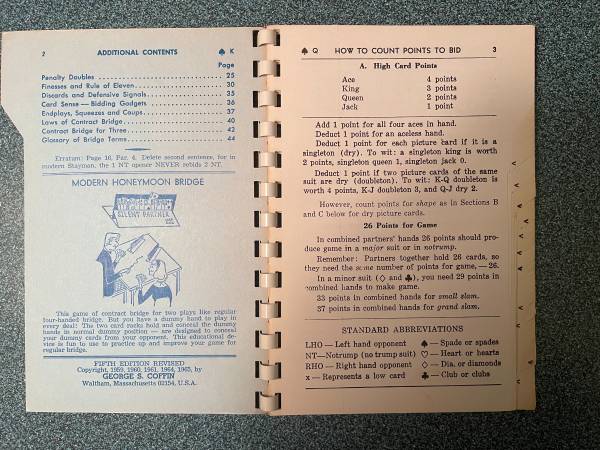 2 ADDITIONAL CONTENTS ♠ K
Page
Penalty Doubles 25
Finesses and Rule of Eleven 30
Discards and Defensive Signals 35
Card Sense — Bidding Gadgets 36
Endplays, Squeezes and Coups 37
Laws of Contract Bridge 40
Contract Bridge for Three 42
Glossary of Bridge Terms 44
Erratum: Page 16, Par. 4. Delete second sentence, for in
modern Stayman, the 1 NT opener NEVER rebids 2 NT.
MODERN HONEYMOON BRIDGE
SILENT PARTNER
This game of contract bridge for two plays like regular
four-handed bridge. But you have a dummy hand to play in
every deal! The two card racks hold and conceal the dummy
hands in normal dummy position — are designed to conceal
your dummy cards from your opponent. This educational de-
vice is fun to use to practice up and improve your game for
regular bridge.
FIFTH EDITION REVISED
Copyright, 1959, 1960, 1961, 1964, 1965, by
GEORGE S. COFFIN
Waltham, Massachusetts 02154, U.S.A.
♠ Q HOW TO COUNT POINTS TO BID 3
A. High Card Points
Ace 4 points
King 3 points
Queen 2 points
Jack 1 point
Add 1 point for all four aces in hand.
Deduct 1 point for an aceless hand.
Deduct 1 point for each picture card if it is a
singleton (dry). To wit: a singleton king is worth
2 points, singleton queen 1, singleton jack 0.
Deduct 1 point if two picture cards of the same
suit are dry (doubleton). To wit: K-Q doubleton is
worth 4 points, K-J doubleton 3, and Q-J dry 2.
However, count points for shape as in Sections B
and C below for dry picture cards.
26 Points for Game
In combined partners' hands 26 points should pro-
duce game in a major suit or in notrump.
Remember: Partners together hold 26 cards, so
they need the same number of points for game, — 26.
In a minor suit (♢ and ♣), you need 29 points in
combined hands to make game.
33 points in combined hands for small slam.
37 points in combined hands for grand slam.
STANDARD ABBREVIATIONS
LHO — Left hand opponent ♠ — Spade or spades
NT — Notrump (no trump suit) ♡ — Heart or hearts
RHO — Right hand opponent ♢ — Dia. or diamonds
x — Represents a low card ♣ — Club or clubs